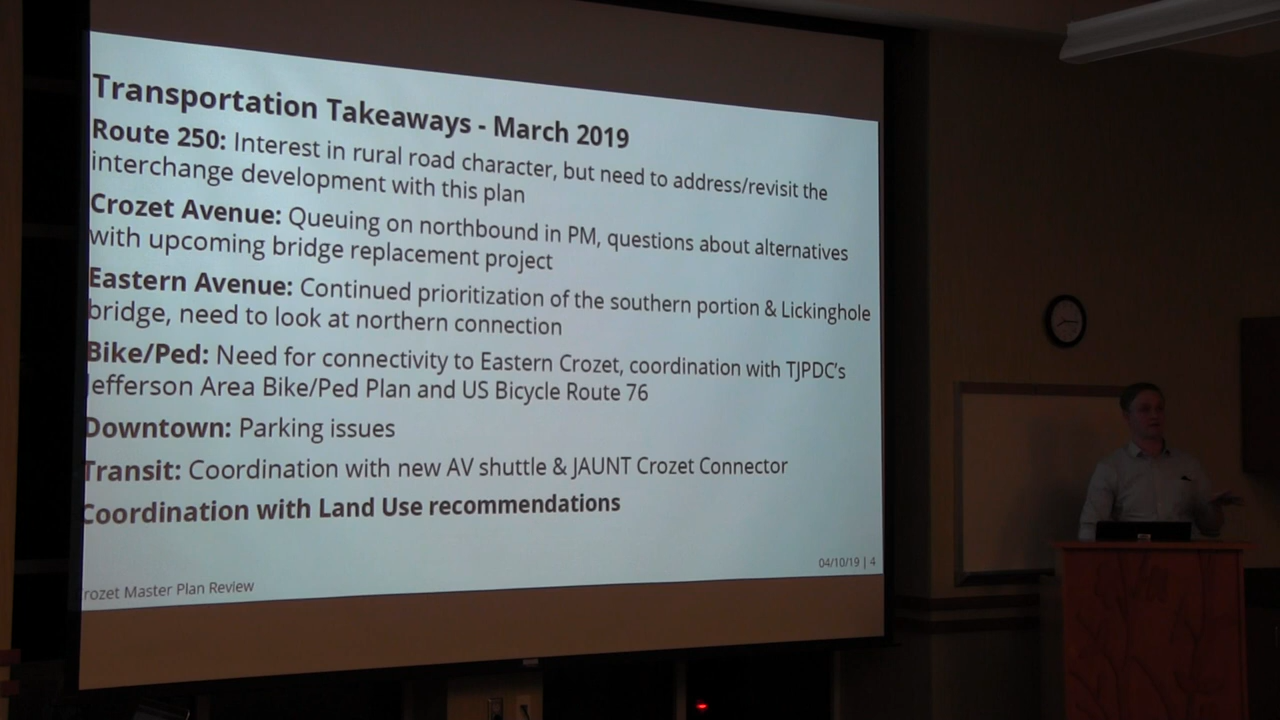 Transportation Takeaways - March 2019
Route 250: Interest in rural road character, but need to address/revisit the
interchange development with this plan
Crozet Avenue: Queuing on northbound in PM, questions about alternatives
with upcoming bridge replacement project
Eastern Avenue: Continued prioritization of the southern portion & Lickinghole
bridge, need to look at northern connection
Bike/Ped: Need for connectivity to Eastern Crozet, coordination with TJPDC's
Jefferson Area Bike/Ped Plan and US Bicycle Route 76
Downtown: Parking issues
Transit: Coordination with new AV shuttle & JAUNT Crozet Connector
Coordination with Land Use recommendations
04/10/19 | 4
rozet Master Plan Review